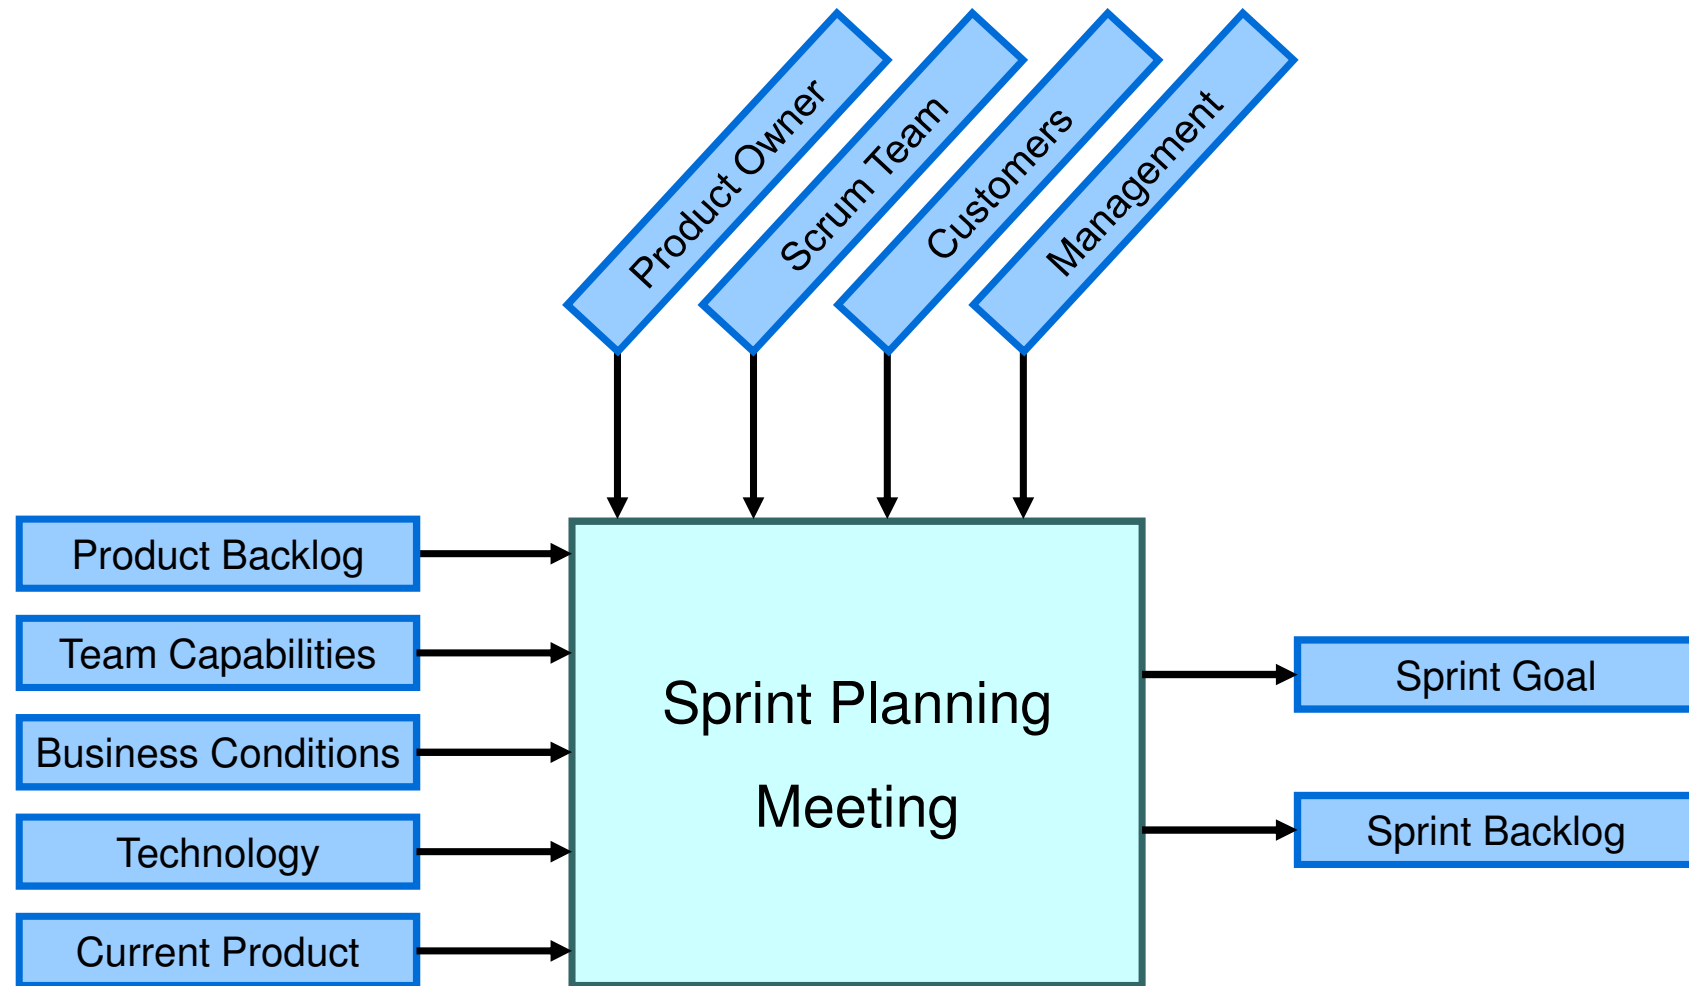 Product Owner
Scrum Team
Customers
Management
Product Backlog
Team Capabilities
Business Conditions
Technology
Current Product
Sprint Planning
Meeting
Sprint Goal
Sprint Backlog